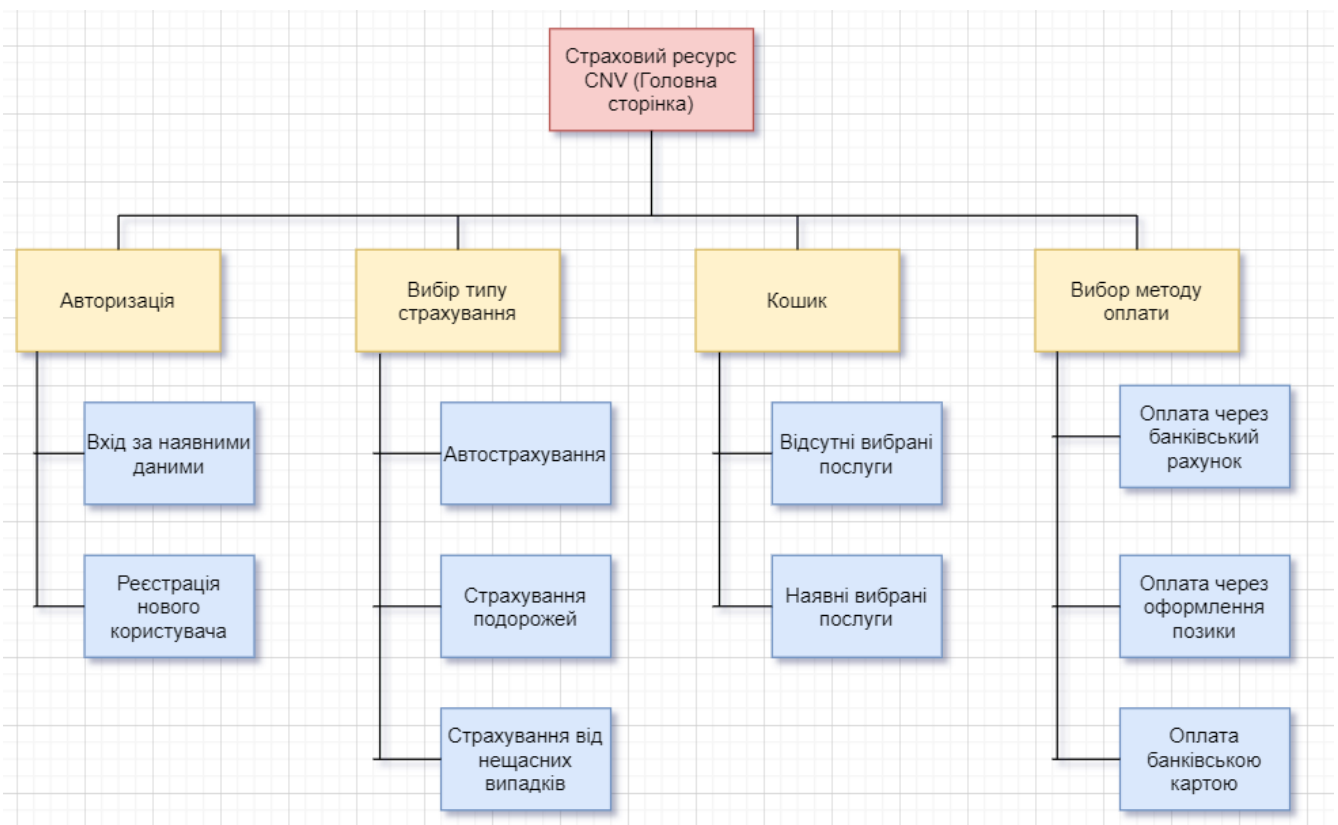 Страховий ресурс
CNV (Головна
сторінка)
Авторизація
Вибір типу
страхування
Кошик
Вибор методу
оплати
Вхід за наявними
даними
Автострахування
Відсутні вибрані
послуги
Оплата через
банківський
рахунок
Реєстрація
нового
користувача
Страхування
подорожей
Наявні вибрані
послуги
Оплата через
оформлення
позики
Страхування від
нещасних
випадків
Оплата
банківською
картою